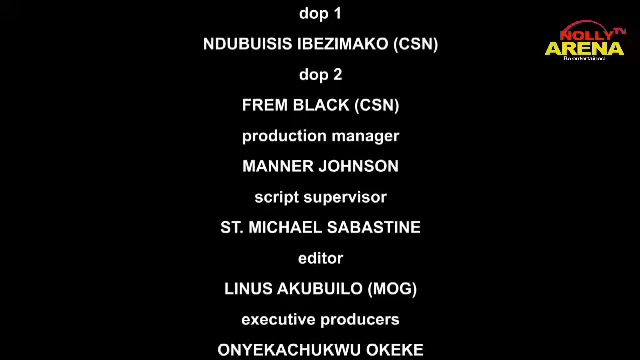 dop 1
NDUBUISIS IBEZIMAKO (CSN)
dop 2
FREM BLACK (CSN)
production manager
MANNER JOHNSON
script supervisor
ST. MICHAEL SABASTINE
editor
LINUS AKUBUILO (MOG)
executive producers
ONYEKACHUKWU OKEKE
NOLLY TV
ARENA